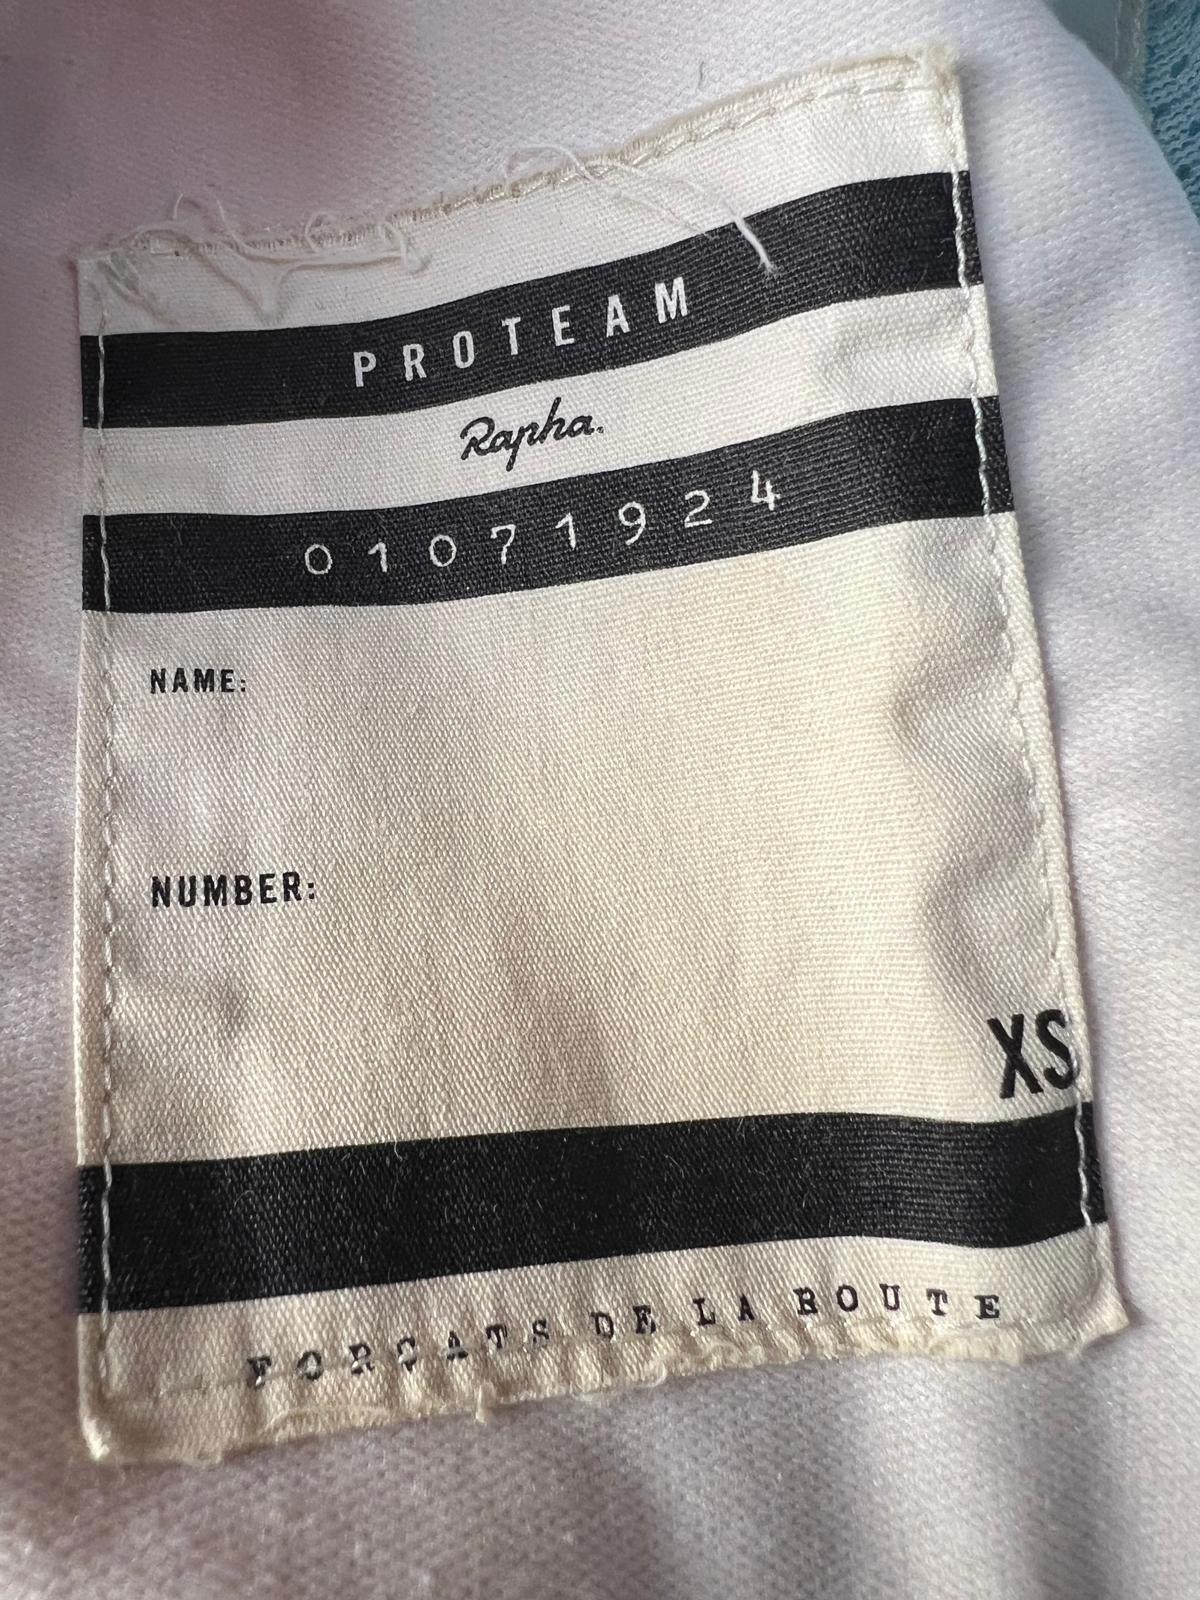 PROTEAM
Rapha.
01071924
NAME:
NUMBER:
XS
FORCATS DE LA ROUTE